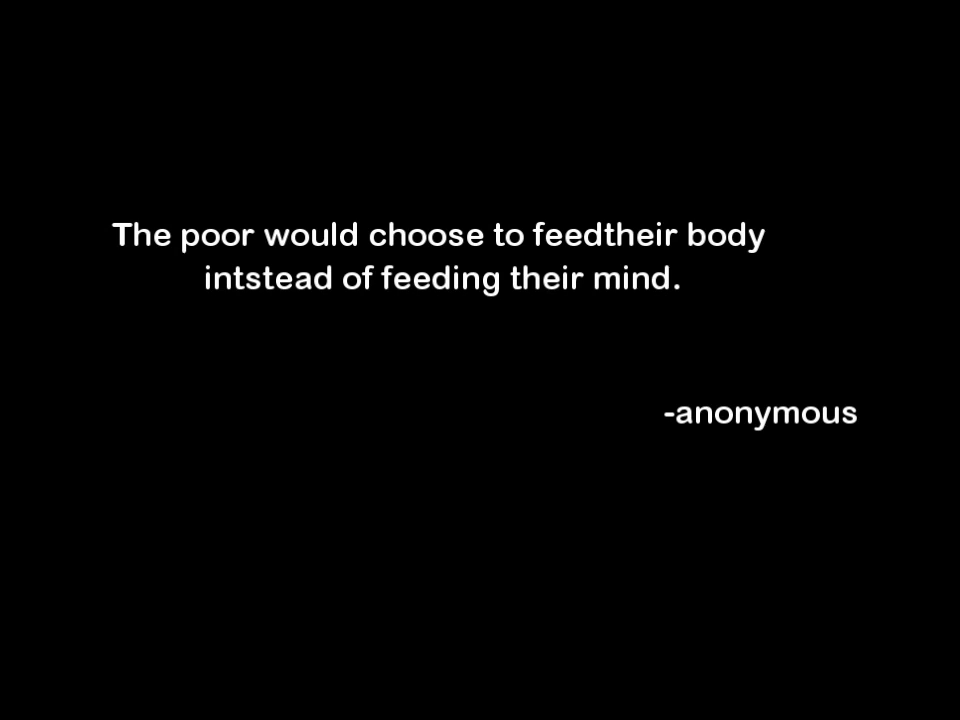 The poor would choose to feedtheir body
intstead of feeding their mind.
-anonymous